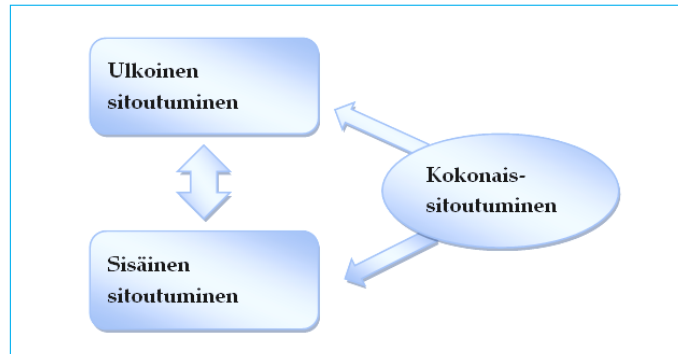 Ulkoinen
sitoutuminen
Kokonais-
sitoutuminen
Sisäinen
sitoutuminen